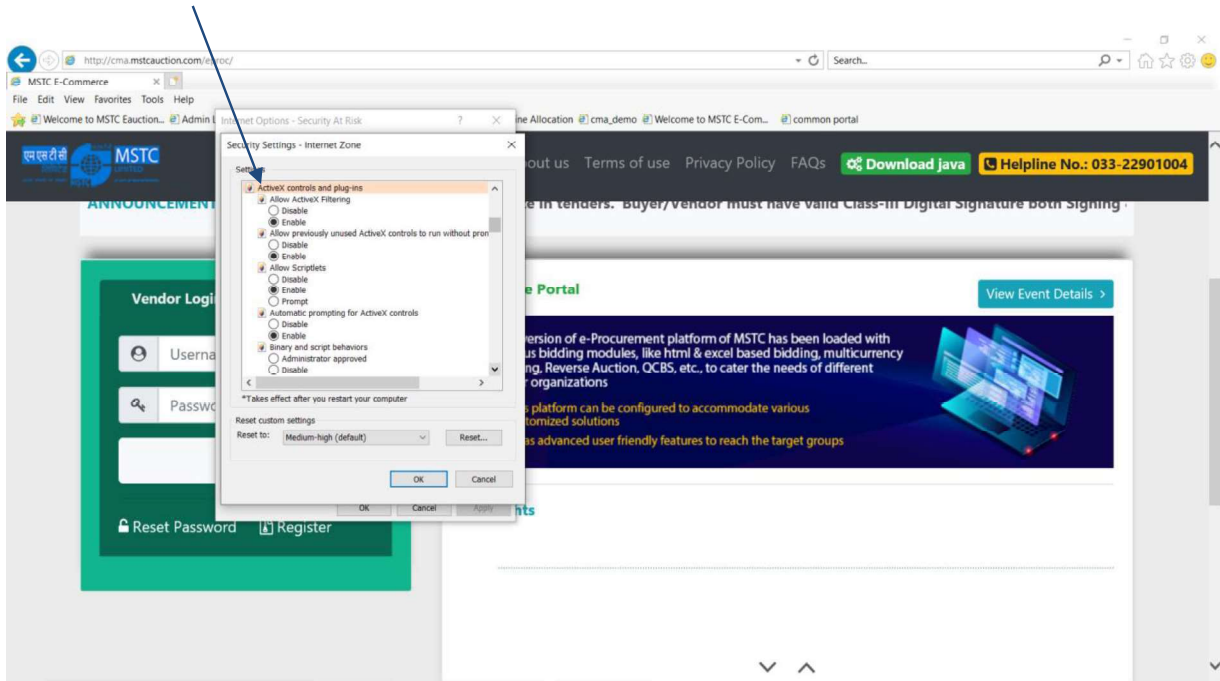 http://cma.mstcauction.com/eproc/
Search...
MSTC E-Commerce
File Edit View Favorites Tools Help
Welcome to MSTC Eauction... Admin L
ne Allocation cma_demo Welcome to MSTC E-Com... common portal
Internet Options - Security At Risk
Security Settings - Internet Zone
एम एस टी सी
MSTC
LIMITED
out us Terms of use Privacy Policy FAQs Download java Helpline No.: 033-22901004
ANNOUNCEMENT
e in tenders. Buyer/Vendor must have valid Class-III Digital Signature both Signing
Settings
ActiveX controls and plug-ins
Allow ActiveX Filtering
Disable
Enable
Allow previously unused ActiveX controls to run without pron
Disable
Enable
Allow Scriptlets
Disable
Enable
Prompt
Automatic prompting for ActiveX controls
Disable
Enable
Binary and script behaviors
Administrator approved
Disable
*Takes effect after you restart your computer
Reset custom settings
Reset to: Medium-high (default) Reset...
OK Cancel
OK Cancel Apply
Vendor Logi
Userna
Passwo
Reset Password Register
e Portal
View Event Details >
version of e-Procurement platform of MSTC has been loaded with
us bidding modules, like html & excel based bidding, multicurrency
ng, Reverse Auction, QCBS, etc., to cater the needs of different
organizations
s platform can be configured to accommodate various
tomized solutions
as advanced user friendly features to reach the target groups
nts